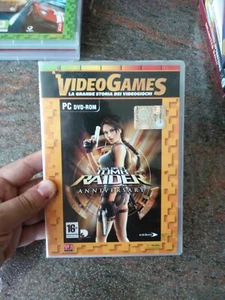 VIDEOGAMES
LA GRANDE STORIA DEI VIDEOGIOCHI
PC DVD-ROM
TOMB
RAIDER
ANNIVERSARY
16
eidos